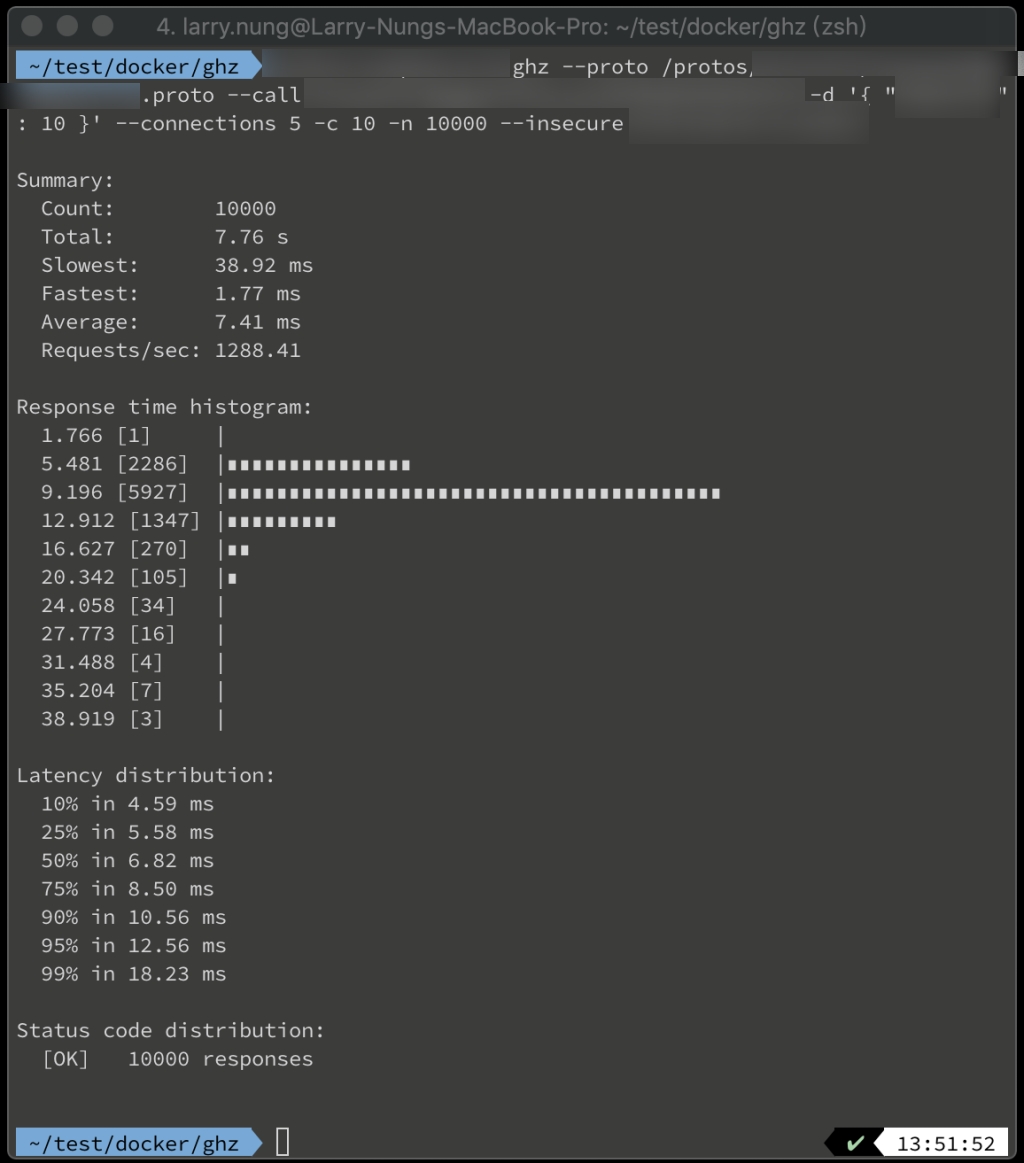 4. larry.nung@Larry-Nungs-MacBook-Pro: ~/test/docker/ghz (zsh)
~/test/docker/ghz ghz --proto /protos/
.proto --call -d '{ "
" : 10 }' --connections 5 -c 10 -n 10000 --insecure
Summary:
Count: 10000
Total: 7.76 s
Slowest: 38.92 ms
Fastest: 1.77 ms
Average: 7.41 ms
Requests/sec: 1288.41
Response time histogram:
1.766 [1] |
5.481 [2286] |∎∎∎∎∎∎∎∎∎∎∎∎∎∎∎
9.196 [5927] |∎∎∎∎∎∎∎∎∎∎∎∎∎∎∎∎∎∎∎∎∎∎∎∎∎∎∎∎∎∎∎∎∎∎∎∎∎∎∎∎
12.912 [1347] |∎∎∎∎∎∎∎∎∎
16.627 [270] |∎∎
20.342 [105] |∎
24.058 [34] |
27.773 [16] |
31.488 [4] |
35.204 [7] |
38.919 [3] |
Latency distribution:
10% in 4.59 ms
25% in 5.58 ms
50% in 6.82 ms
75% in 8.50 ms
90% in 10.56 ms
95% in 12.56 ms
99% in 18.23 ms
Status code distribution:
[OK] 10000 responses
~/test/docker/ghz ✔ 13:51:52